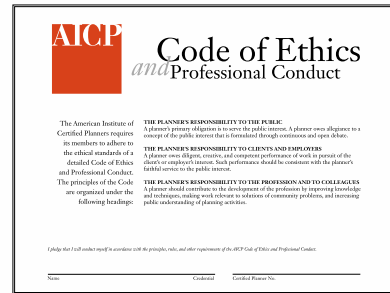 AICP
Code of Ethics
and Professional Conduct
The American Institute of
Certified Planners requires
its members to adhere to
the ethical standards of a
detailed Code of Ethics
and Professional Conduct.
The principles of the Code
are organized under the
following headings:
THE PLANNER'S RESPONSIBILITY TO THE PUBLIC
A planner's primary obligation is to serve the public interest. A planner owes allegiance to a
concept of the public interest that is formulated through continuous and open debate.
THE PLANNER'S RESPONSIBILITY TO CLIENTS AND EMPLOYERS
A planner owes diligent, creative, and competent performance of work in pursuit of the
client's or employer's interest. Such performance should be consistent with the planner's
faithful service to the public interest.
THE PLANNER'S RESPONSIBILITY TO THE PROFESSION AND TO COLLEAGUES
A planner should contribute to the development of the profession by improving knowledge
and techniques, making work relevant to solutions of community problems, and increasing
public understanding of planning activities.
I pledge that I will conduct myself in accordance with the principles, rules, and other requirements of the AICP Code of Ethics and Professional Conduct.
Name Credential Certified Planner No.